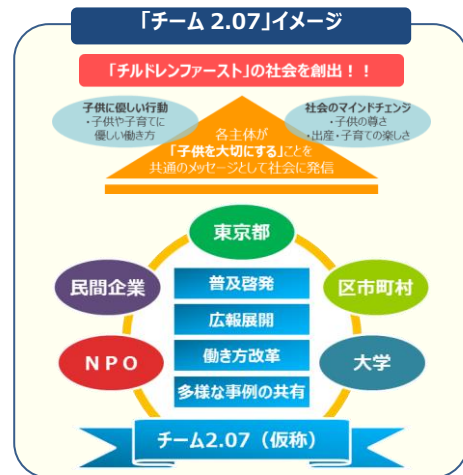 「チーム 2.07」イメージ
「チルドレンファースト」の社会を創出！！
子供に優しい行動
・子供や子育てに
優しい働き方
社会のマインドチェンジ
・子供の尊さ
・出産・子育ての楽しさ
各主体が
「子供を大切にする」ことを
共通のメッセージとして社会に発信
東京都
民間企業
区市町村
NPO
大学
普及啓発
広報展開
働き方改革
多様な事例の共有
チーム2.07（仮称）